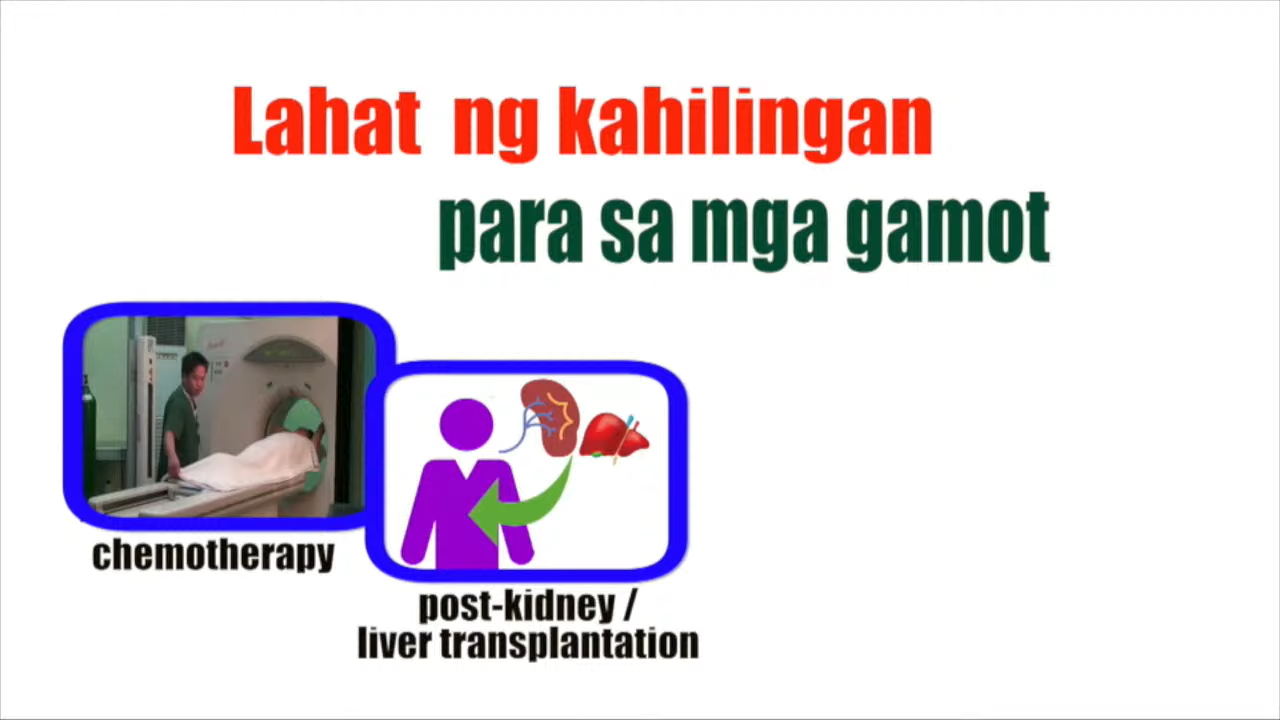 Lahat ng kahilingan
para sa mga gamot
chemotherapy
post-kidney /
liver transplantation